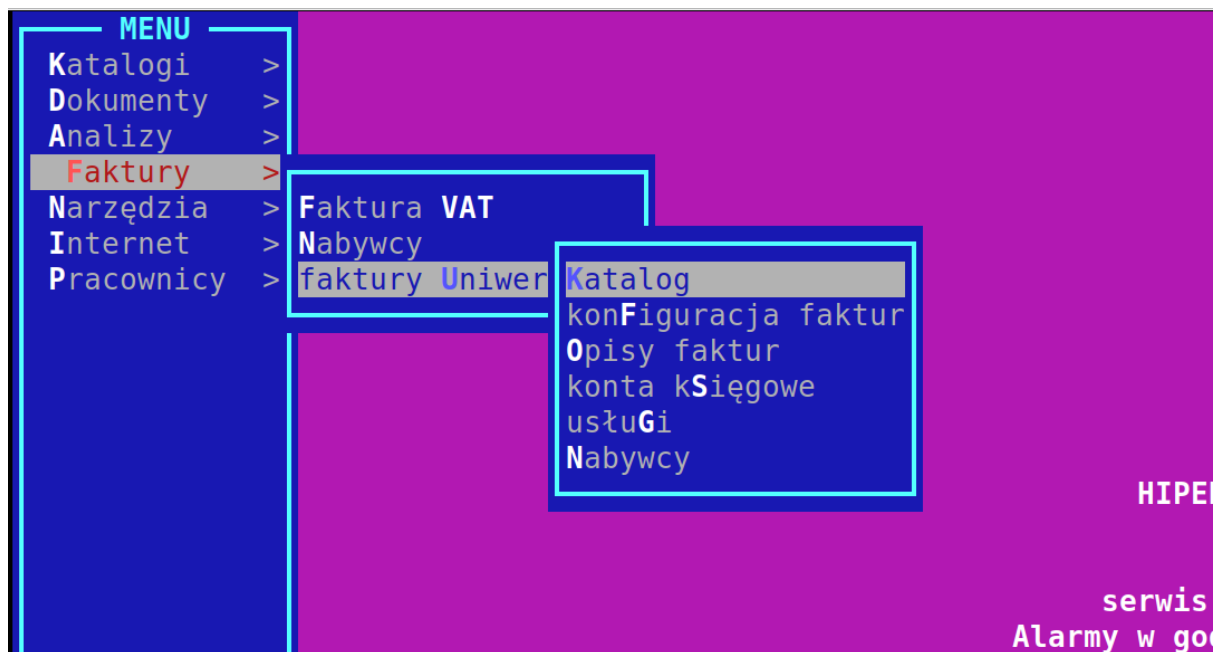 MENU
Katalogi >
Dokumenty >
Analizy >
Faktury >
Narzędzia >
Internet >
Pracownicy >
Faktura VAT
Nabywcy
faktury Uniwer
Katalog
konFiguracja faktur
Opisy faktur
konta kSięgowe
usłuGi
Nabywcy
serwis
Alarmy w